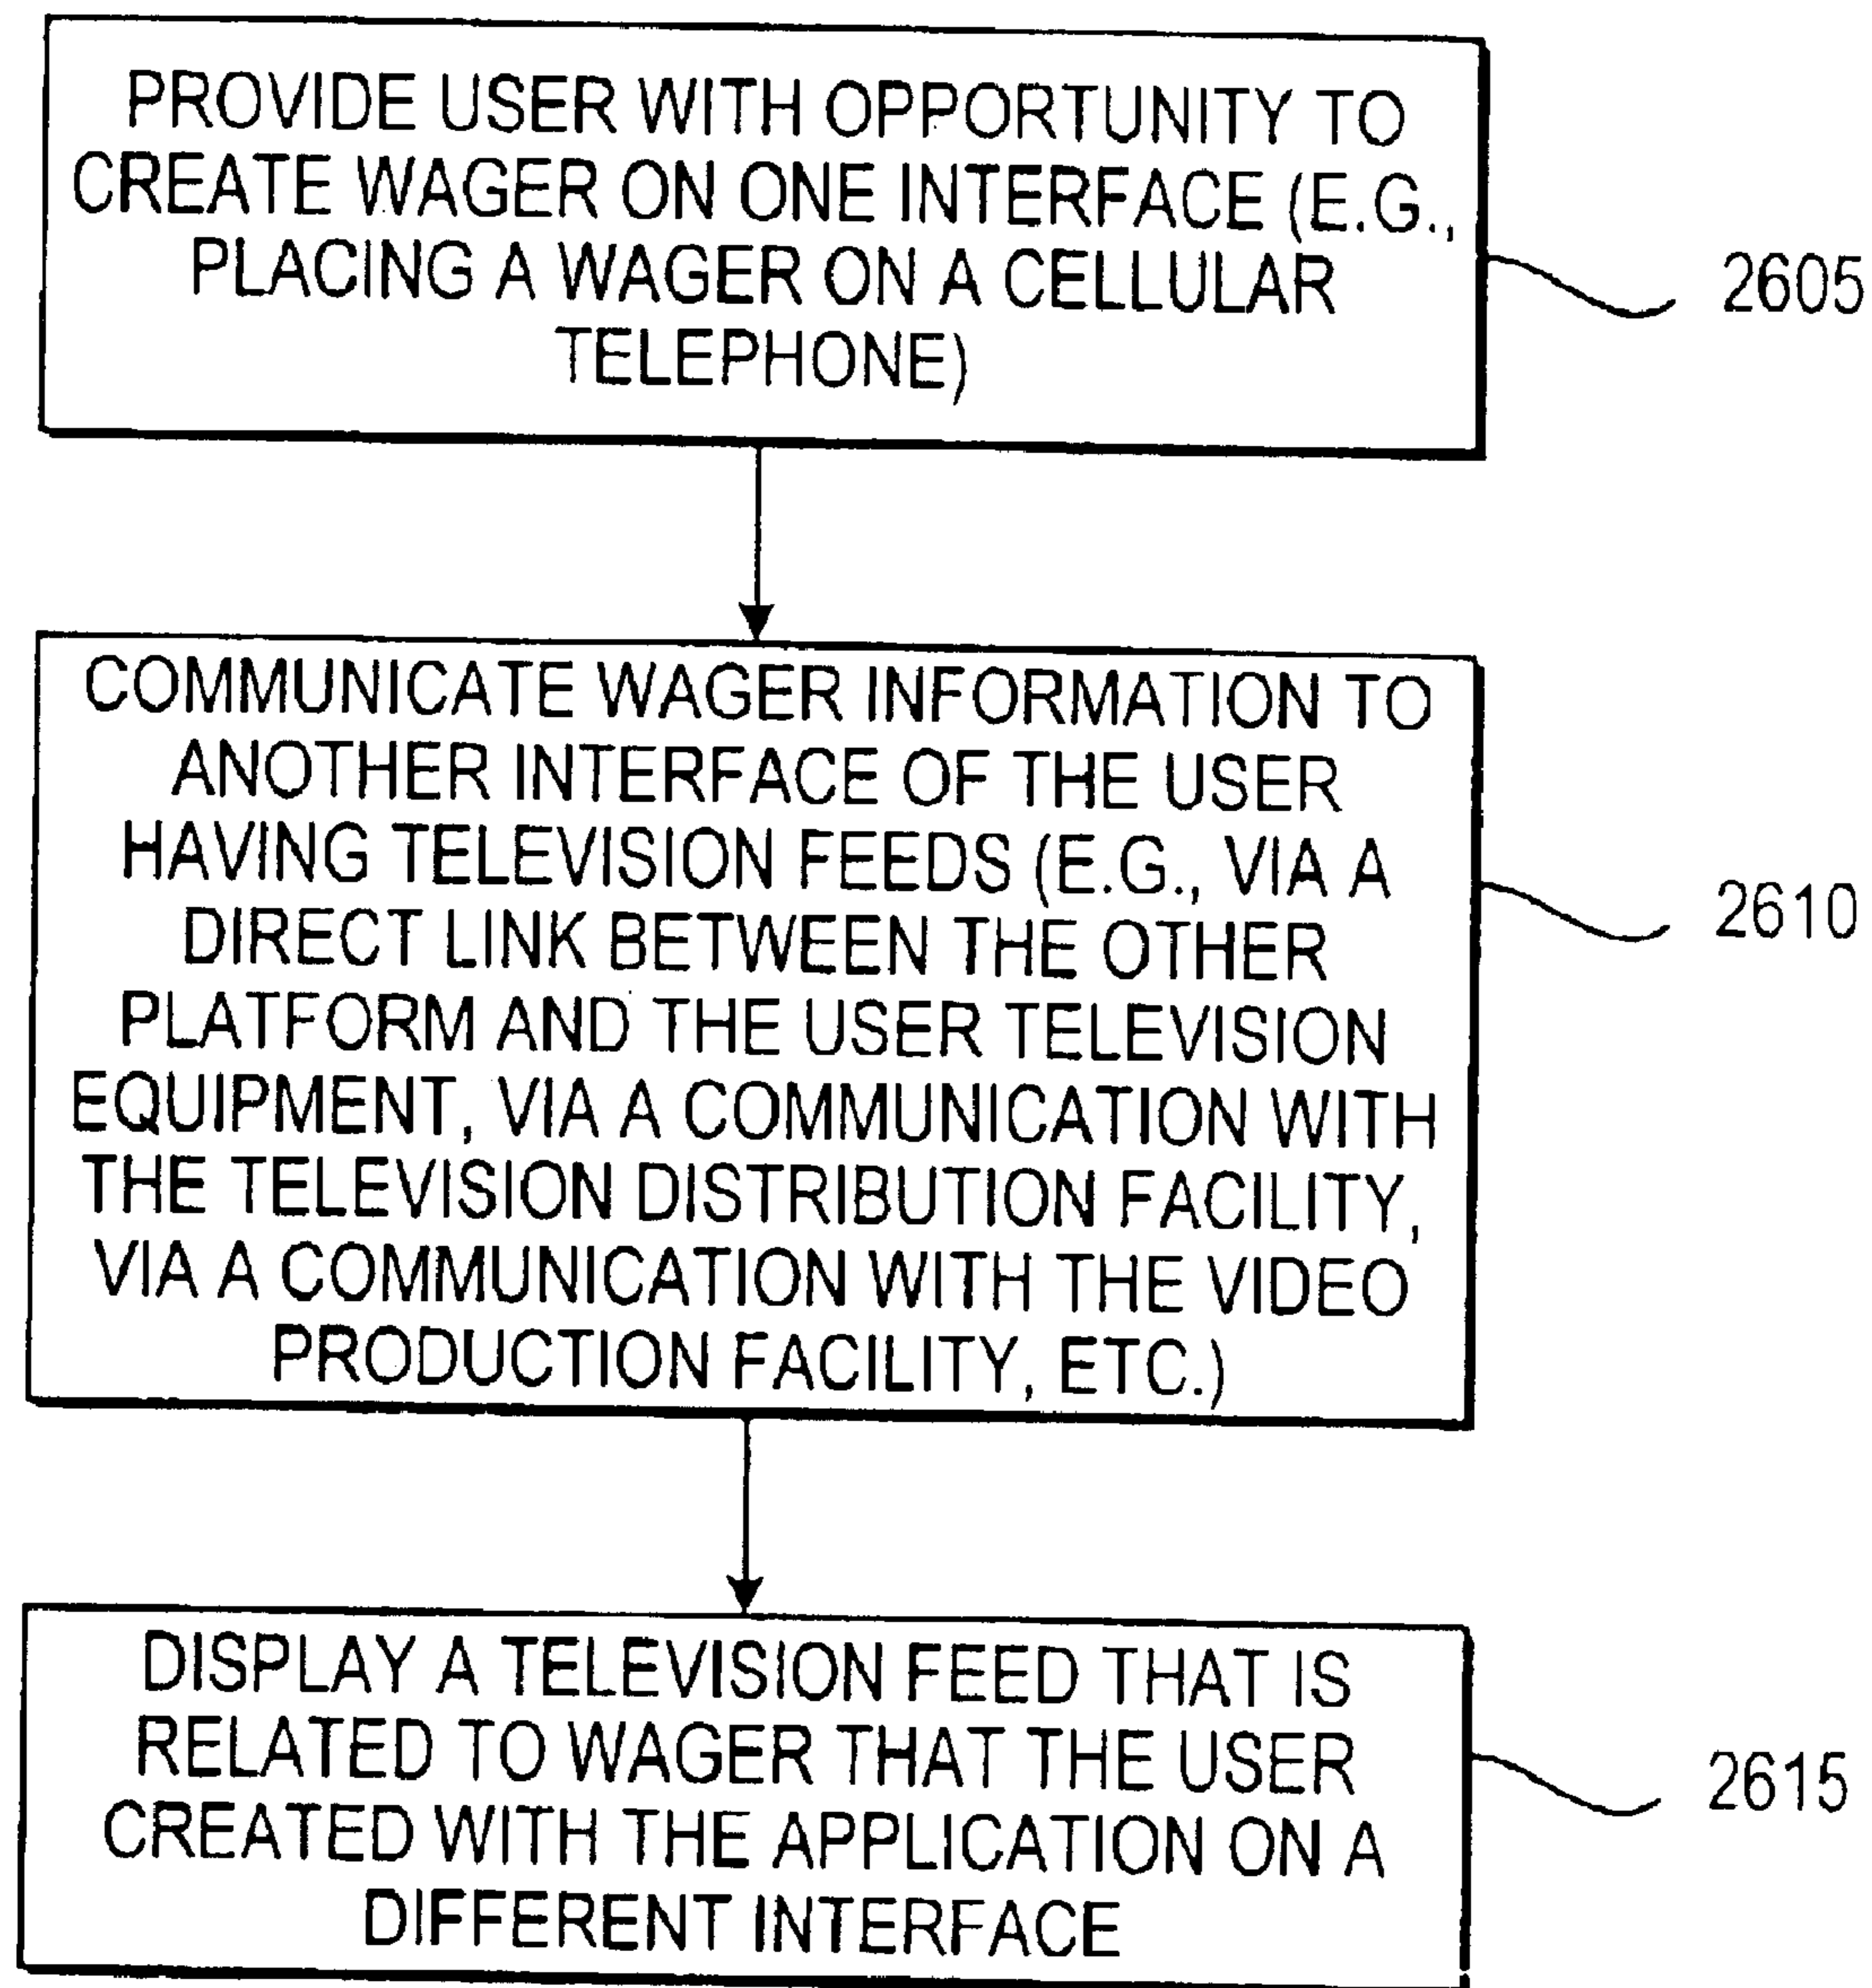 PROVIDE USER WITH OPPORTUNITY TO
CREATE WAGER ON ONE INTERFACE (E.G.,
PLACING A WAGER ON A CELLULAR
TELEPHONE)
2605
COMMUNICATE WAGER INFORMATION TO
ANOTHER INTERFACE OF THE USER
HAVING TELEVISION FEEDS (E.G., VIA A
DIRECT LINK BETWEEN THE OTHER
PLATFORM AND THE USER TELEVISION
EQUIPMENT, VIA A COMMUNICATION WITH
THE TELEVISION DISTRIBUTION FACILITY,
VIA A COMMUNICATION WITH THE VIDEO
PRODUCTION FACILITY, ETC.)
2610
DISPLAY A TELEVISION FEED THAT IS
RELATED TO WAGER THAT THE USER
CREATED WITH THE APPLICATION ON A
DIFFERENT INTERFACE
2615